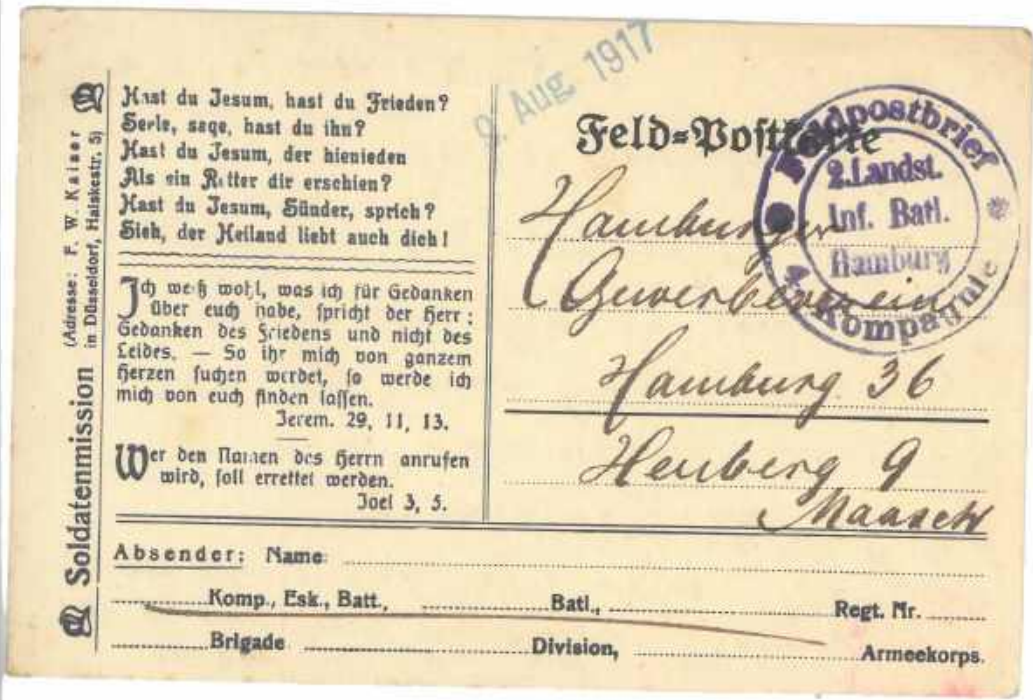 9. Aug. 1917
Soldatenmission (Adresse: F. W. Kaiser
in Düsseldorf, Halskestr. 5)
Hast du Jesum, hast du Frieden?
Seele, sage, hast du ihn?
Hast du Jesum, der hienieden
Als ein Ritter dir erschien?
Hast du Jesum, Sünder, sprich?
Sieh, der Heiland liebt auch dich!
Ich weiß wohl, was ich für Gedanken
über euch habe, spricht der Herr:
Gedanken des Friedens und nicht des
Leides. — So ihr mich von ganzem
Herzen suchen werdet, so werde ich
mich von euch finden lassen.
Jerem. 29, 11, 13.
Wer den Namen des Herrn anrufen
wird, soll errettet werden.
Joel 3, 5.
Feld=Postkarte
Feldpostbrief
2. Landst.
Inf. Batl.
Hamburg
4. Kompagnie
Hamburger
Gewerbeverein
Hamburg 36
Heuberg 9
Absender: Name:
Komp., Esk., Batt., Batl., Regt. Nr.
Brigade Division, Armeekorps.